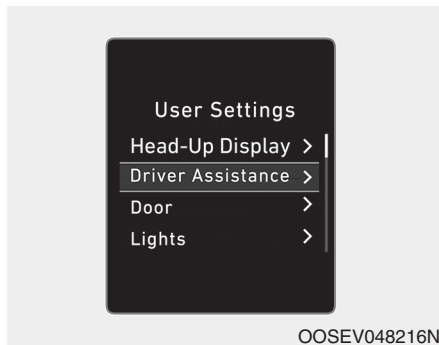 User Settings
Head-Up Display >
Driver Assistance >
Door >
Lights >
OOSEV048216N